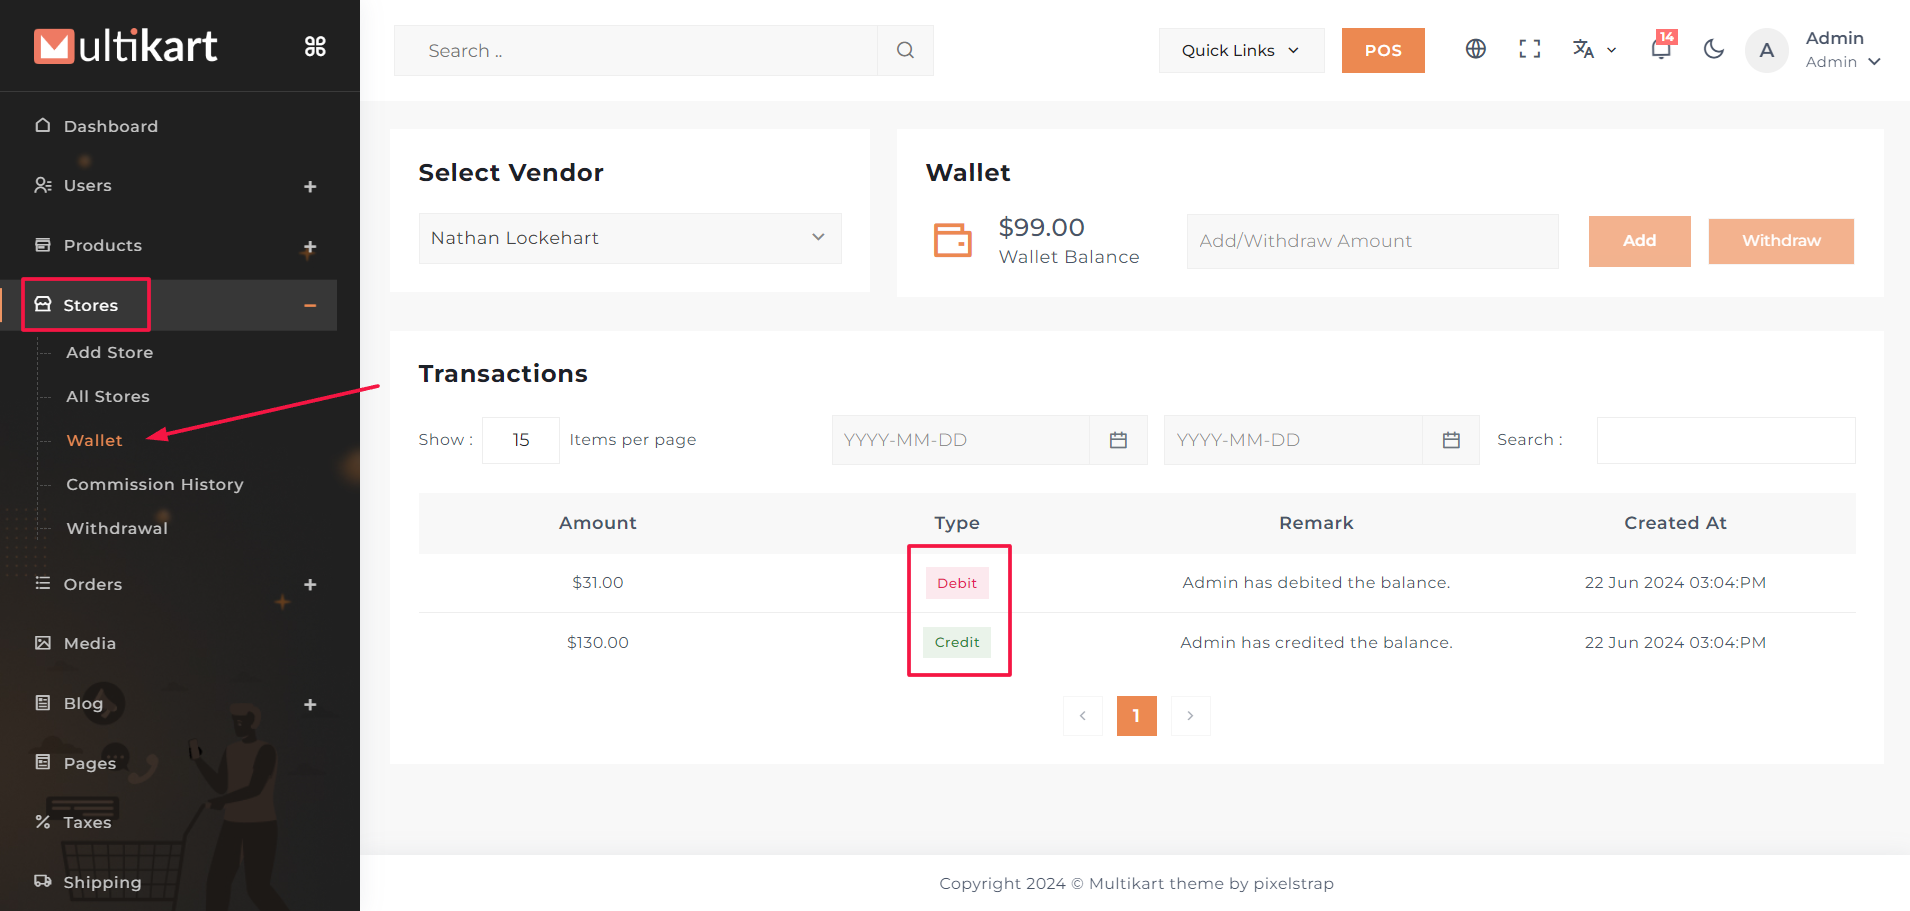 Multikart
Dashboard
Users
Products
Stores
Add Store
All Stores
Wallet
Commission History
Withdrawal
Orders
Media
Blog
Pages
Taxes
Shipping
Search ..
Quick Links
POS
14
A
Admin
Admin
Select Vendor
Nathan Lockehart
Wallet
$99.00
Wallet Balance
Add/Withdraw Amount
Add
Withdraw
Transactions
Show : 15 Items per page
YYYY-MM-DD
YYYY-MM-DD
Search :
Amount Type Remark Created At
$31.00 Debit Admin has debited the balance. 22 Jun 2024 03:04:PM
$130.00 Credit Admin has credited the balance. 22 Jun 2024 03:04:PM
1
Copyright 2024 © Multikart theme by pixelstrap